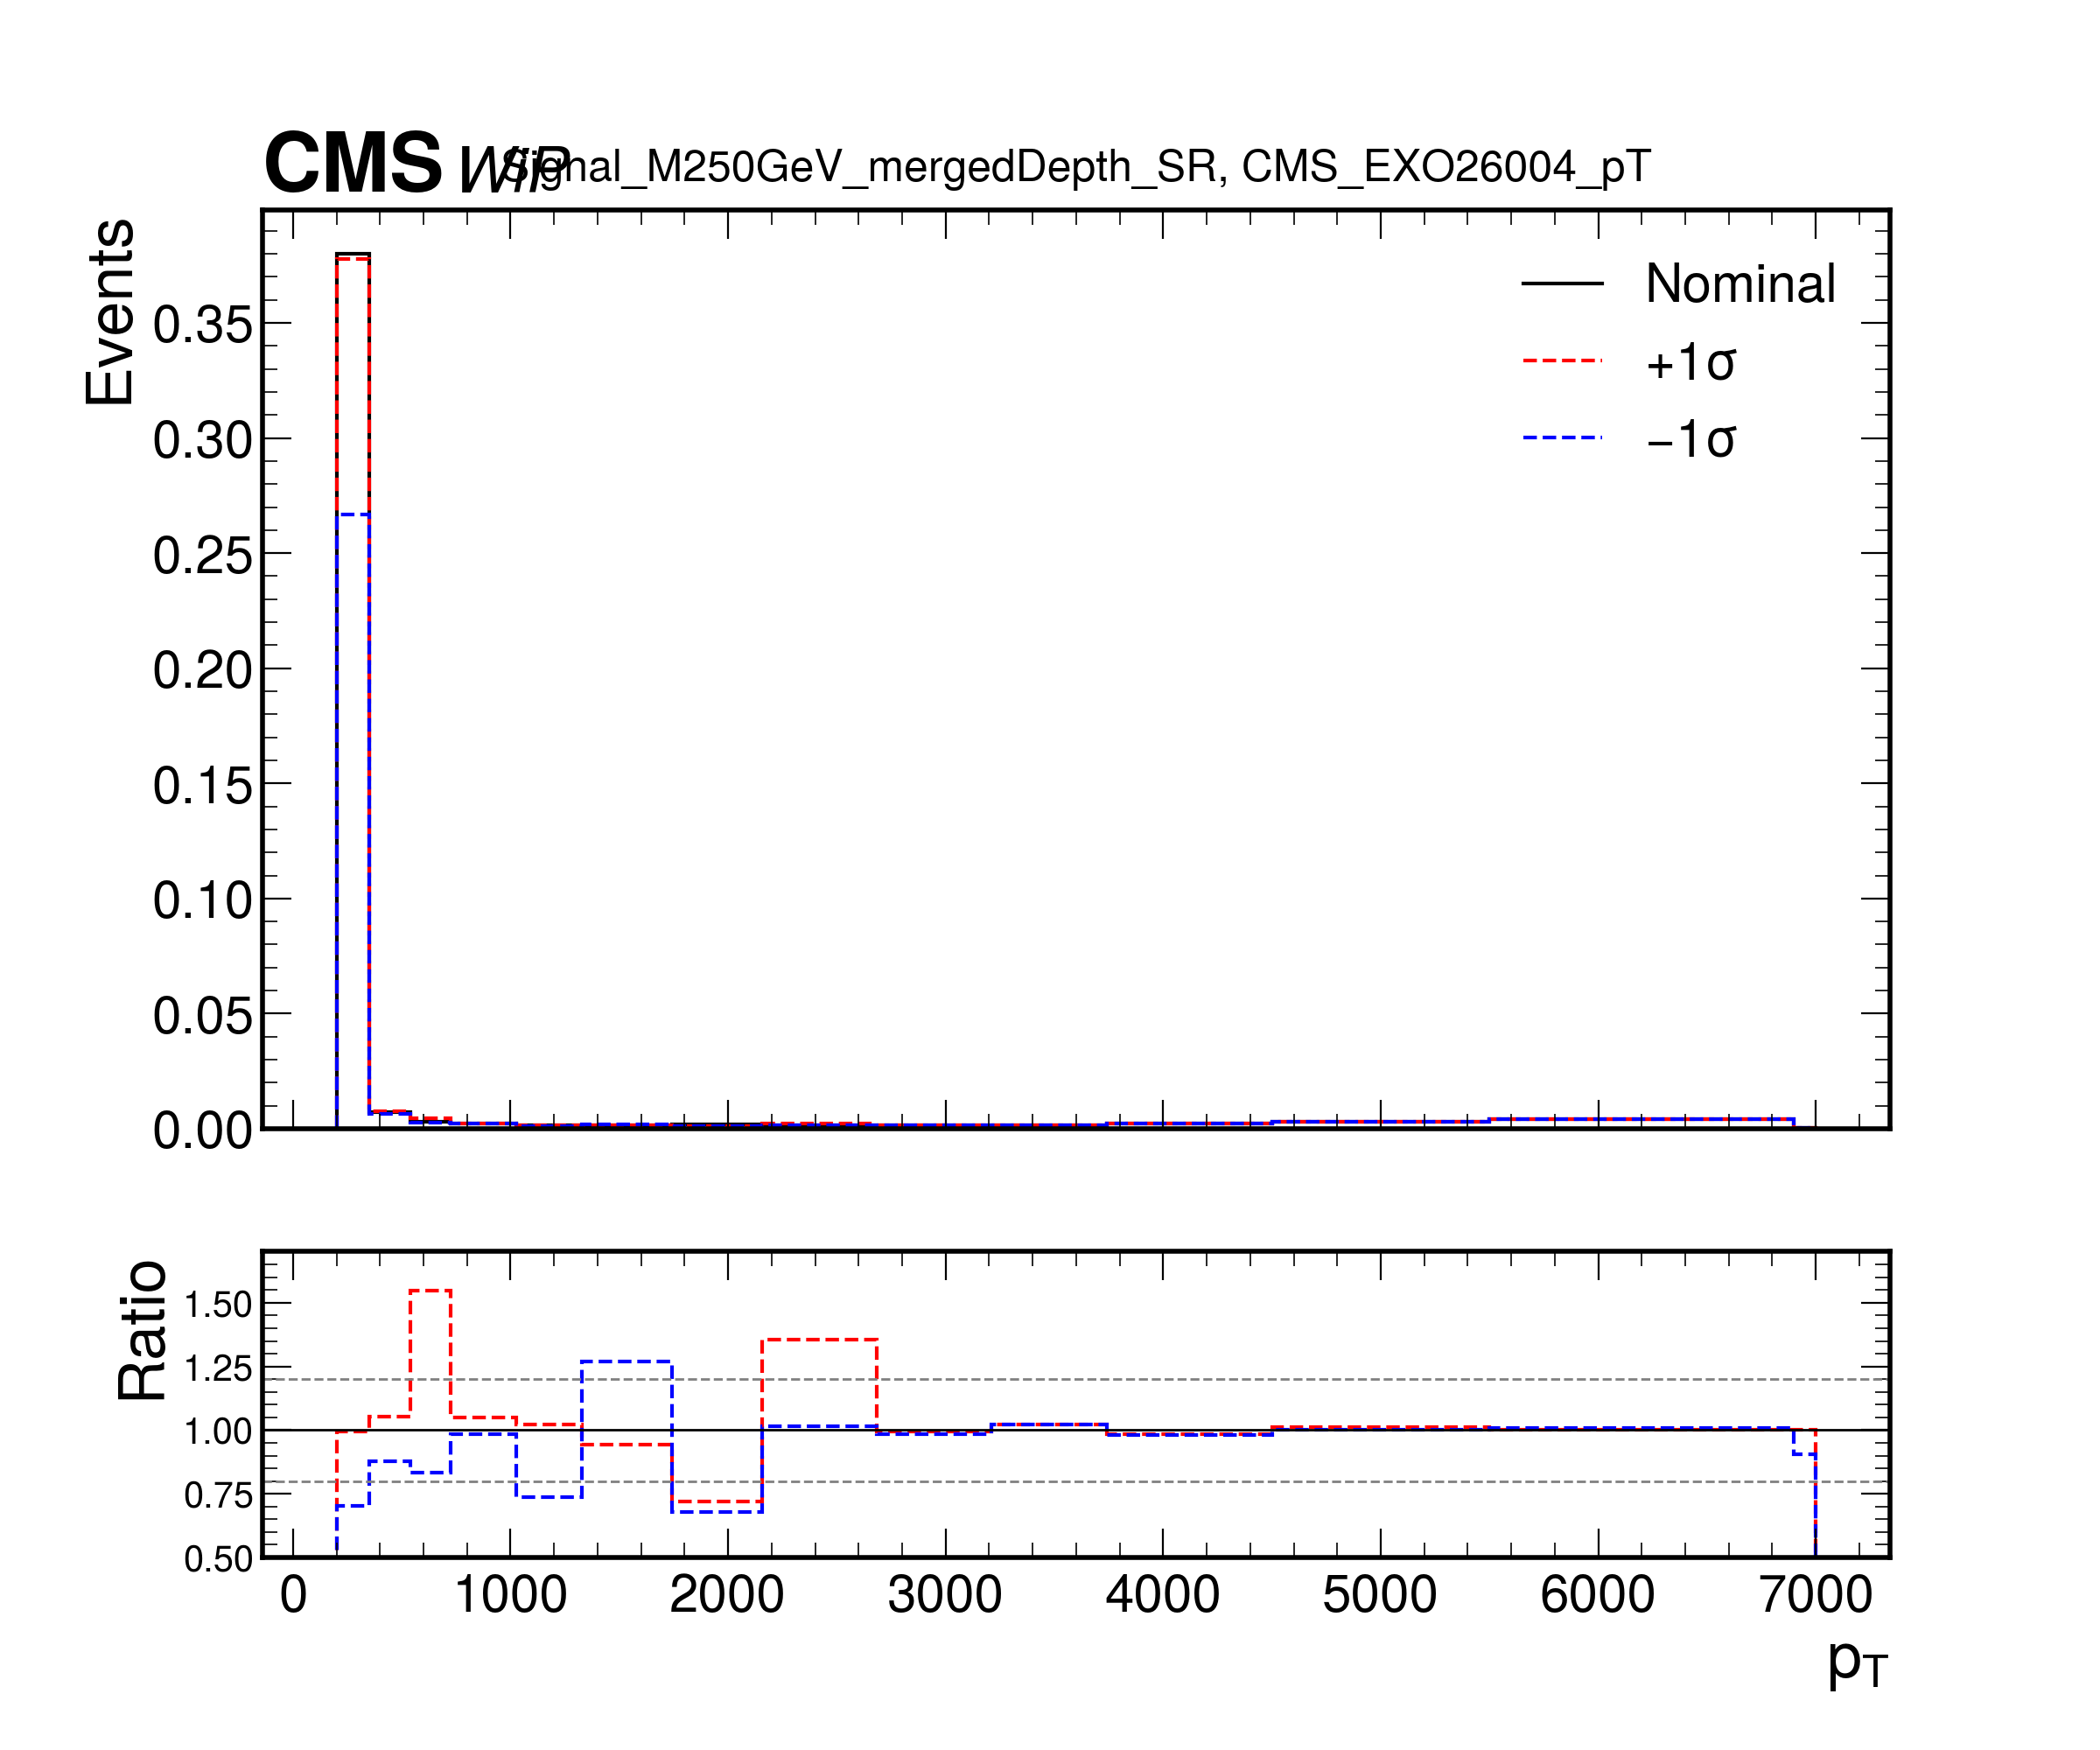 CMS WiP Signal_M250GeV_mergedDepth_SR, CMS_EXO26004_pT
Events
0.35
0.30
0.25
0.20
0.15
0.10
0.05
0.00
Nominal
+1σ
−1σ
Ratio
1.50
1.25
1.00
0.75
0.50
0 1000 2000 3000 4000 5000 6000 7000
pT